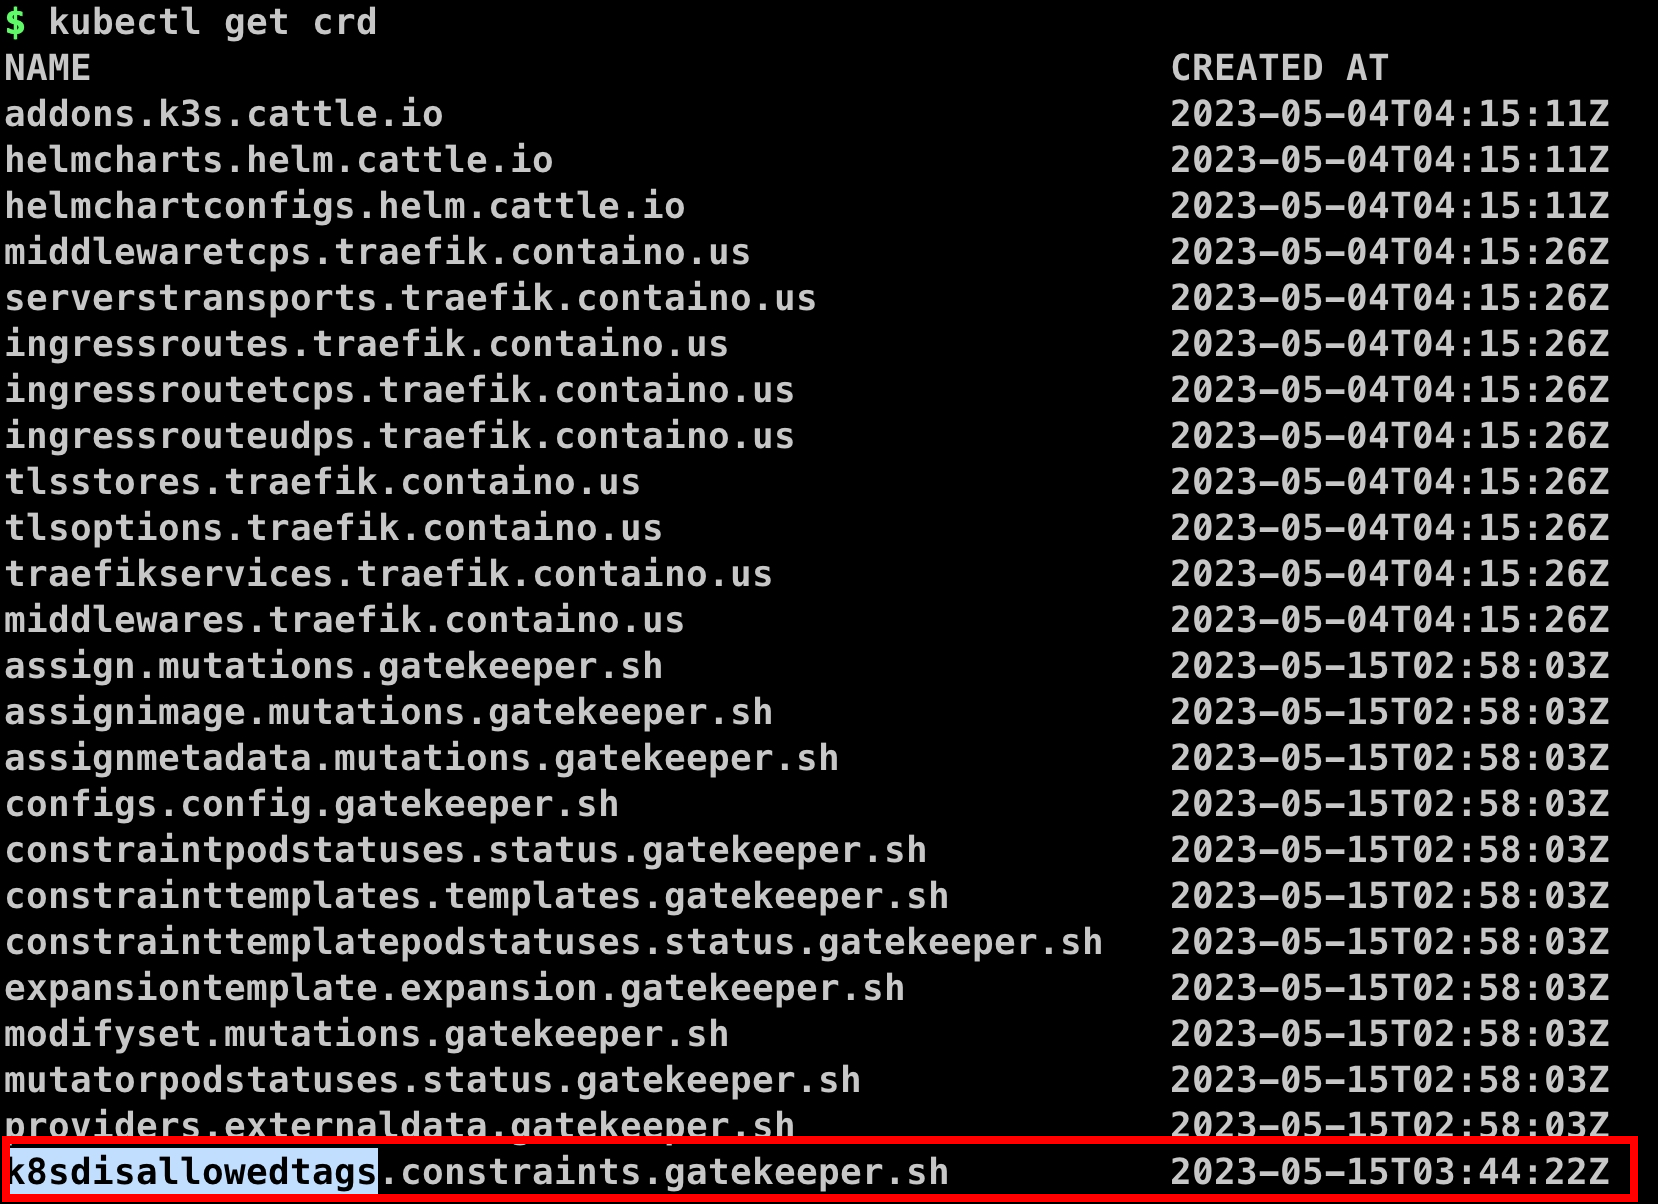 $ kubectl get crd
NAME CREATED AT
addons.k3s.cattle.io 2023-05-04T04:15:11Z
helmcharts.helm.cattle.io 2023-05-04T04:15:11Z
helmchartconfigs.helm.cattle.io 2023-05-04T04:15:11Z
middlewaretcps.traefik.containo.us 2023-05-04T04:15:26Z
serverstransports.traefik.containo.us 2023-05-04T04:15:26Z
ingressroutes.traefik.containo.us 2023-05-04T04:15:26Z
ingressroutetcps.traefik.containo.us 2023-05-04T04:15:26Z
ingressrouteudps.traefik.containo.us 2023-05-04T04:15:26Z
tlsstores.traefik.containo.us 2023-05-04T04:15:26Z
tlsoptions.traefik.containo.us 2023-05-04T04:15:26Z
traefikservices.traefik.containo.us 2023-05-04T04:15:26Z
middlewares.traefik.containo.us 2023-05-04T04:15:26Z
assign.mutations.gatekeeper.sh 2023-05-15T02:58:03Z
assignimage.mutations.gatekeeper.sh 2023-05-15T02:58:03Z
assignmetadata.mutations.gatekeeper.sh 2023-05-15T02:58:03Z
configs.config.gatekeeper.sh 2023-05-15T02:58:03Z
constraintpodstatuses.status.gatekeeper.sh 2023-05-15T02:58:03Z
constrainttemplates.templates.gatekeeper.sh 2023-05-15T02:58:03Z
constrainttemplatepodstatuses.status.gatekeeper.sh 2023-05-15T02:58:03Z
expansiontemplate.expansion.gatekeeper.sh 2023-05-15T02:58:03Z
modifyset.mutations.gatekeeper.sh 2023-05-15T02:58:03Z
mutatorpodstatuses.status.gatekeeper.sh 2023-05-15T02:58:03Z
providers.externaldata.gatekeeper.sh 2023-05-15T02:58:03Z
k8sdisallowedtags.constraints.gatekeeper.sh 2023-05-15T03:44:22Z